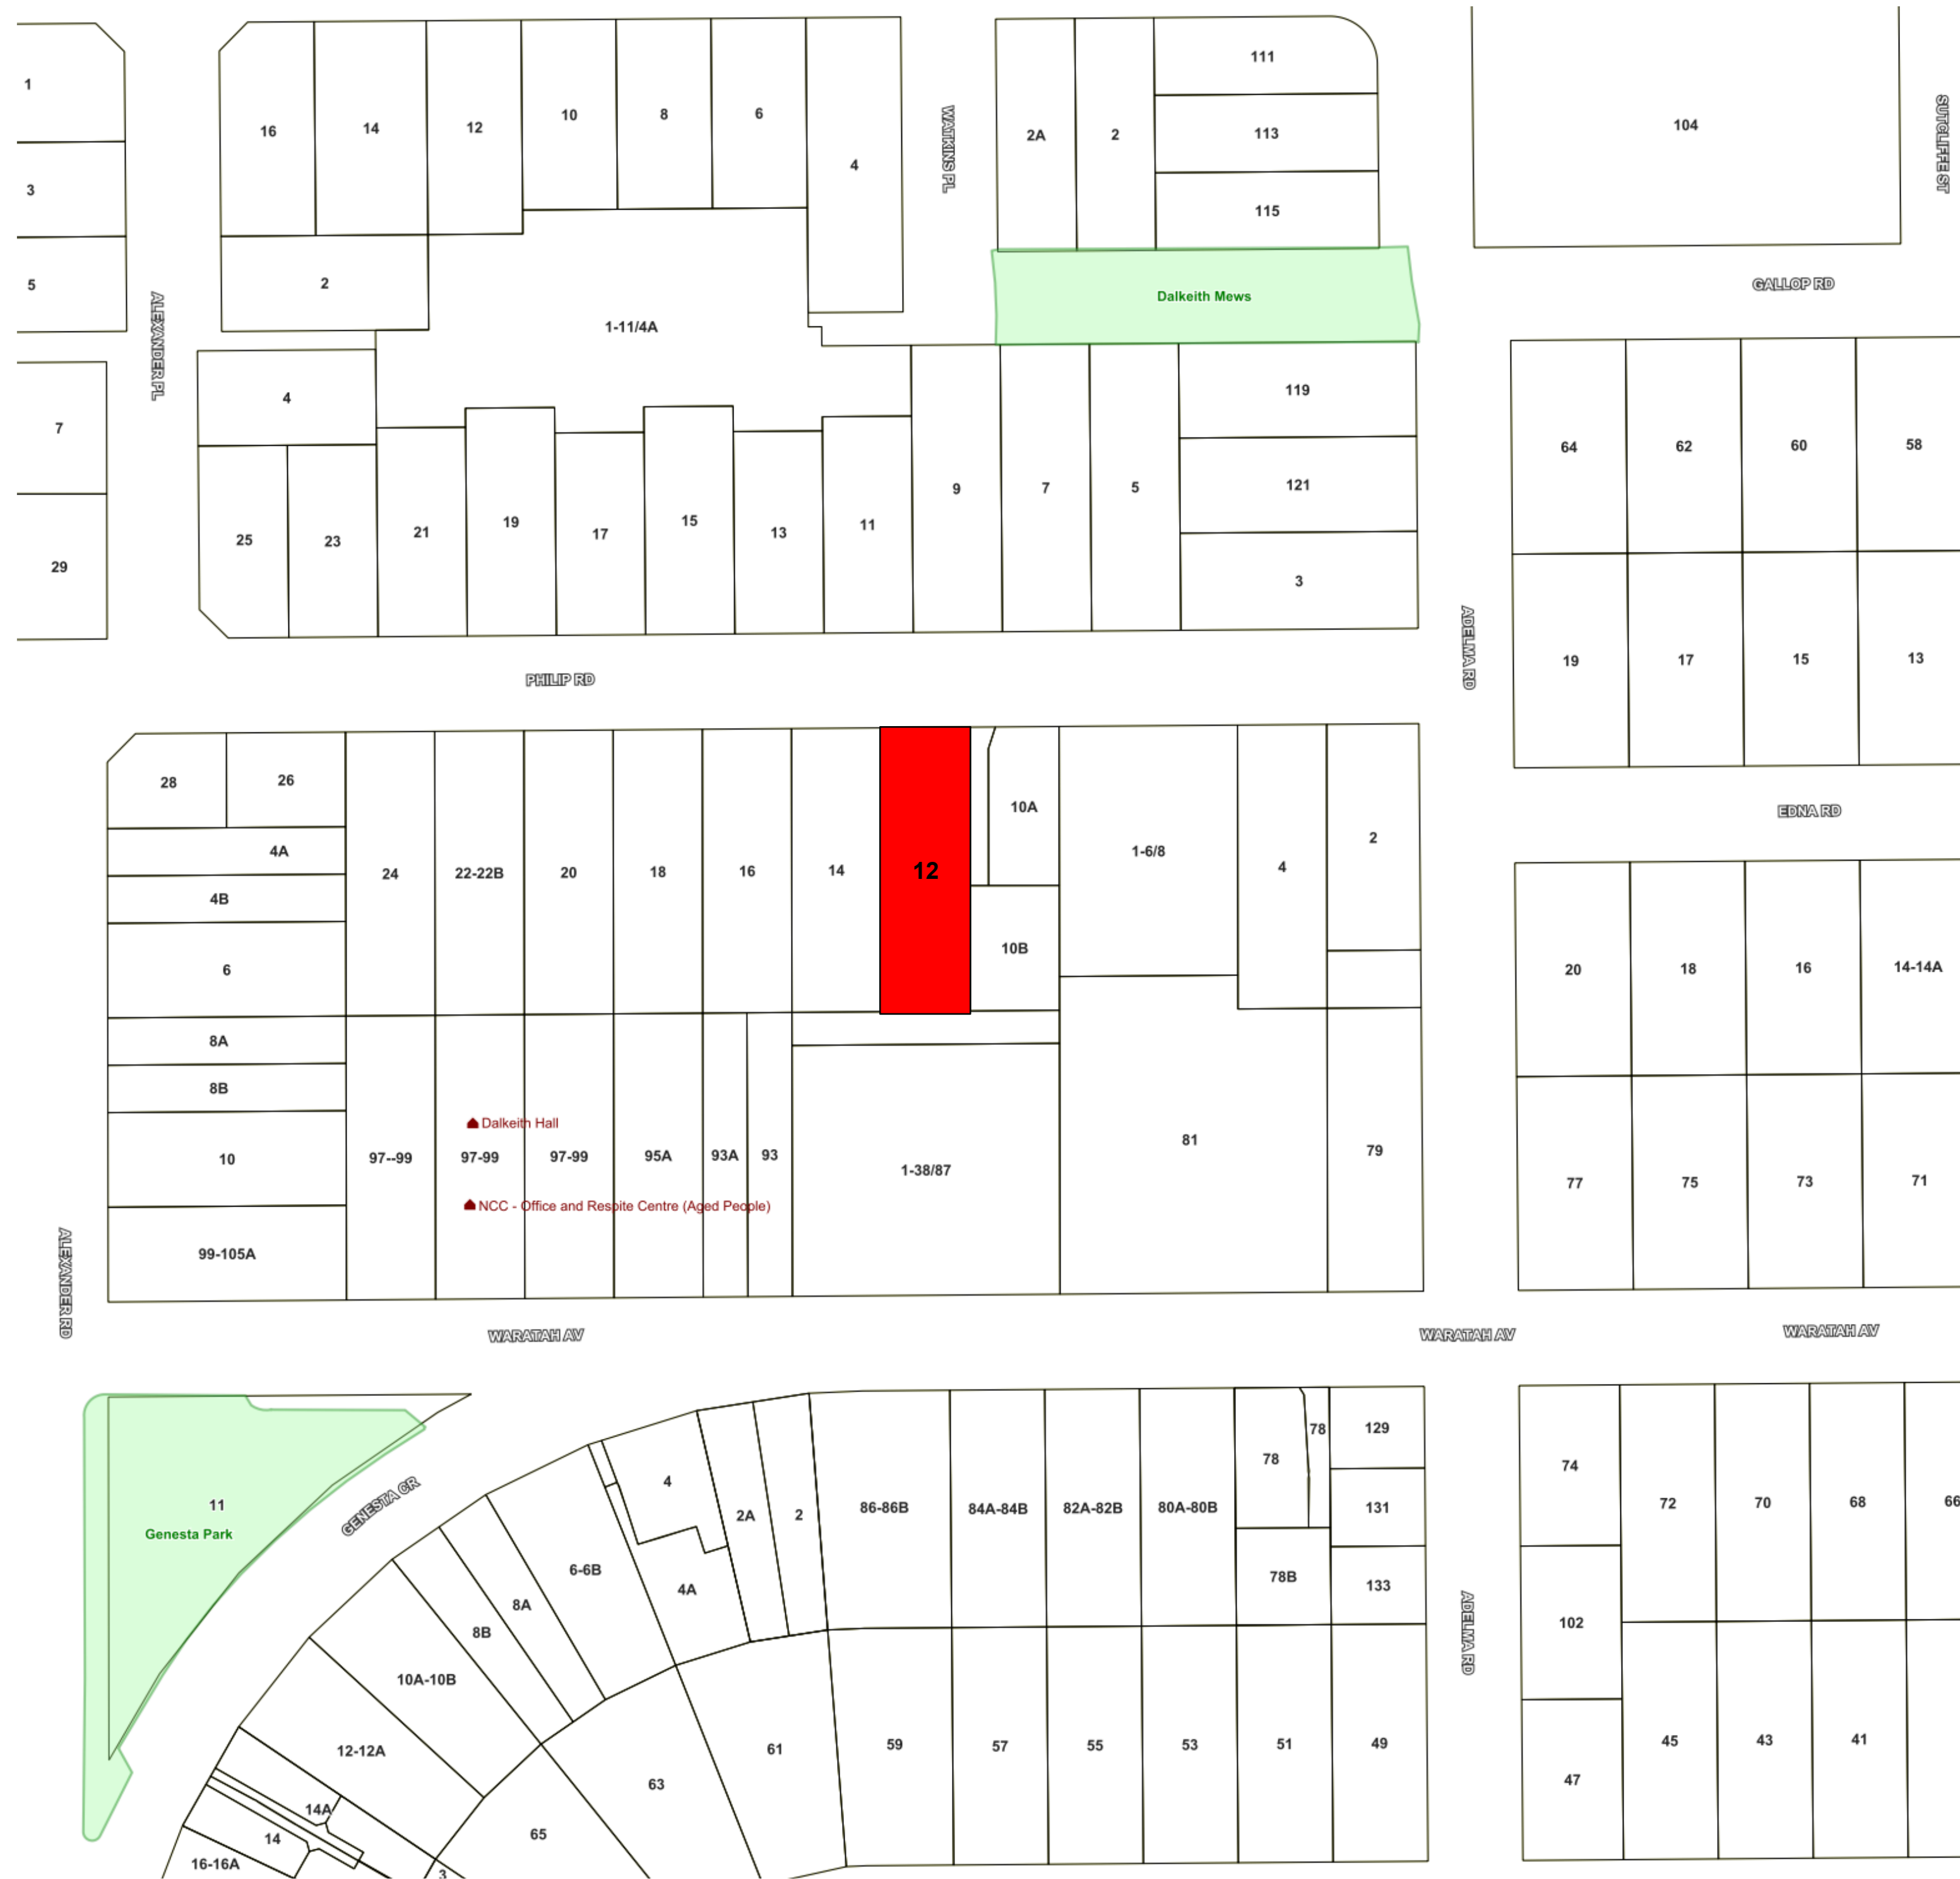 1
3
5
7
29
16
14
12
10
8
6
4
2
1-11/4A
4
25
23
21
19
17
15
13
11
9
7
5
ALEXANDER PL
WATKINS PL
2A
2
111
113
115
Dalkeith Mews
119
121
3
104
SUTCLIFFE ST
GALLOP RD
64
62
60
58
19
17
15
13
PHILIP RD
ADELMA RD
EDNA RD
28
26
4A
4B
6
8A
8B
10
99-105A
24
22-22B
20
18
16
14
12
10A
10B
1-6/8
4
2
97--99
97-99
97-99
95A
93A
93
1-38/87
81
79
Dalkeith Hall
NCC - Office and Respite Centre (Aged People)
20
18
16
14-14A
77
75
73
71
ALEXANDER RD
WARATAH AV
WARATAH AV
WARATAH AV
11
Genesta Park
GENESTA CR
4
2A
2
4A
6-6B
8A
8B
10A-10B
12-12A
14A
14
16-16A
3
65
63
61
86-86B
84A-84B
82A-82B
80A-80B
78
78
78B
129
131
133
59
57
55
53
51
49
ADELMA RD
74
72
70
68
66
102
47
45
43
41